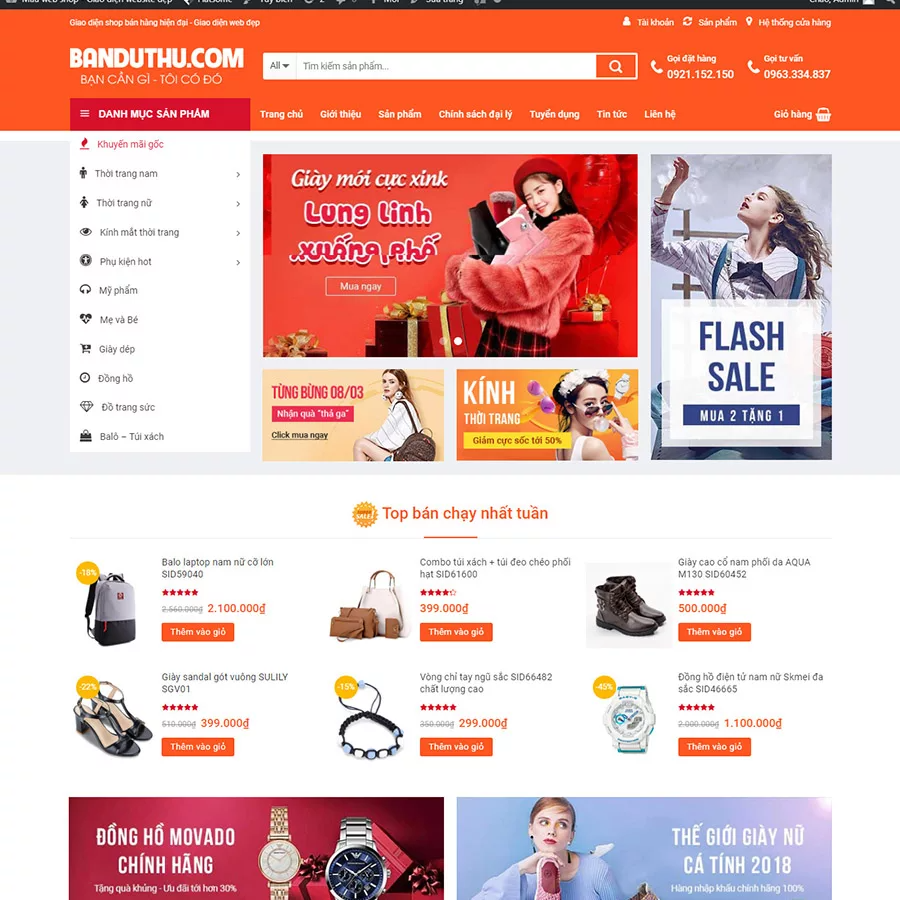 Giao diện shop bán hàng hiện đại - Giao diện web đẹp
Tài khoản
Sản phẩm
Hệ thống cửa hàng
BANDUTHU.COM
BẠN CẦN GÌ - TÔI CÓ ĐÓ
All
Tìm kiếm sản phẩm...
Gọi đặt hàng
0921.152.150
Gọi tư vấn
0963.334.837
DANH MỤC SẢN PHẨM
Trang chủ
Giới thiệu
Sản phẩm
Chính sách đại lý
Tuyển dụng
Tin tức
Liên hệ
Giỏ hàng
Khuyến mãi gốc
Thời trang nam
Thời trang nữ
Kính mắt thời trang
Phụ kiện hot
Mỹ phẩm
Mẹ và Bé
Giày dép
Đồng hồ
Đồ trang sức
Balô – Túi xách
Giày mới cực xink
Lung linh
xuống phố
Mua ngay
TỪNG BỪNG 08/03
Nhận quà "thả ga"
Click mua ngay
KÍNH
THỜI TRANG
Giảm cực sốc tới 50%
FLASH
SALE
MUA 2 TẶNG 1
Top bán chạy nhất tuần
-18%
Balo laptop nam nữ cỡ lớn
SID59040
2.560.000₫ 2.100.000₫
Thêm vào giỏ
Combo túi xách + túi đeo chéo phối
hạt SID61600
399.000₫
Thêm vào giỏ
Giày cao cổ nam phối da AQUA
M130 SID60452
500.000₫
Thêm vào giỏ
-22%
Giày sandal gót vuông SULILY
SGV01
510.000₫ 399.000₫
Thêm vào giỏ
-15%
Vòng chỉ tay ngũ sắc SID66482
chất lượng cao
350.000₫ 299.000₫
Thêm vào giỏ
-45%
Đồng hồ điện tử nam nữ Skmei đa
sắc SID46665
2.000.000₫ 1.100.000₫
Thêm vào giỏ
ĐỒNG HỒ MOVADO
CHÍNH HÃNG
Tặng quà khủng - Ưu đãi tới hơn 30%
THẾ GIỚI GIÀY NỮ
CÁ TÍNH 2018
Hàng nhập khẩu chính hãng 100%